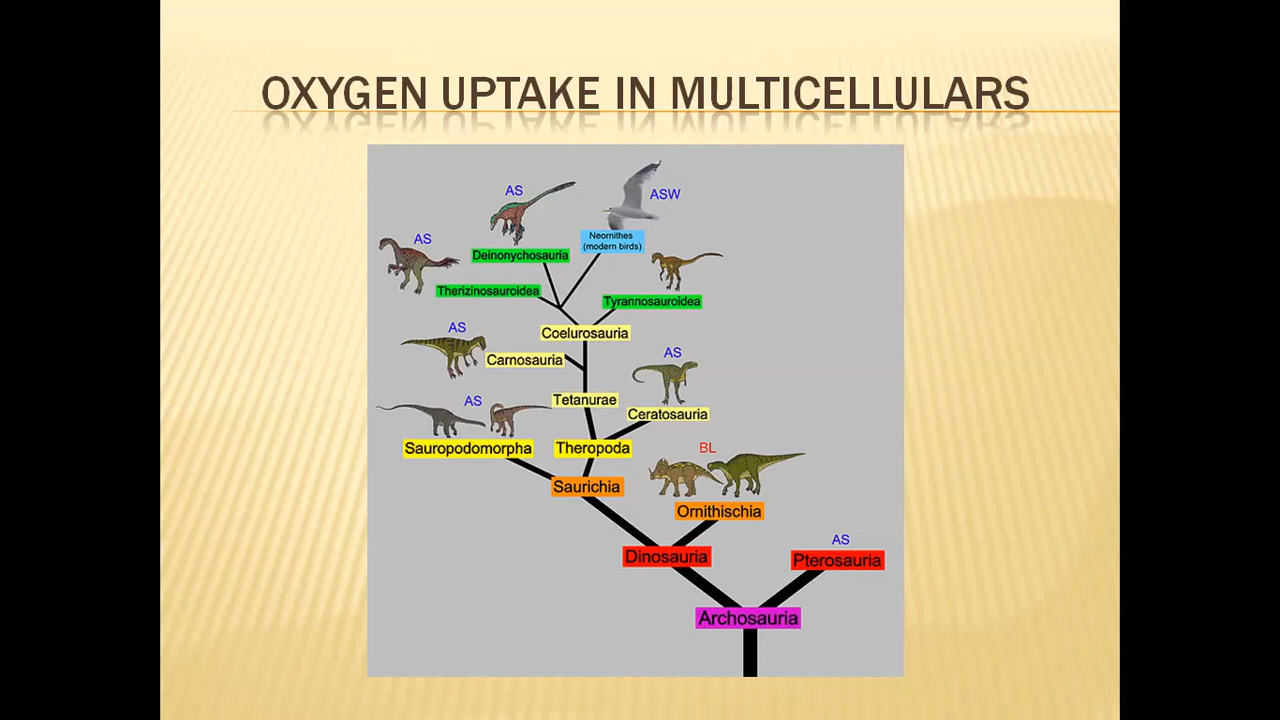 OXYGEN UPTAKE IN MULTICELLULARS
AS
ASW
AS
Neornithes
(modern birds)
Deinonychosauria
Therizinosauroidea
Tyrannosauroidea
AS
Coelurosauria
Carnosauria
AS
AS
Tetanurae
Ceratosauria
Sauropodomorpha
Theropoda
BL
Saurichia
Ornithischia
AS
Dinosauria
Pterosauria
Archosauria